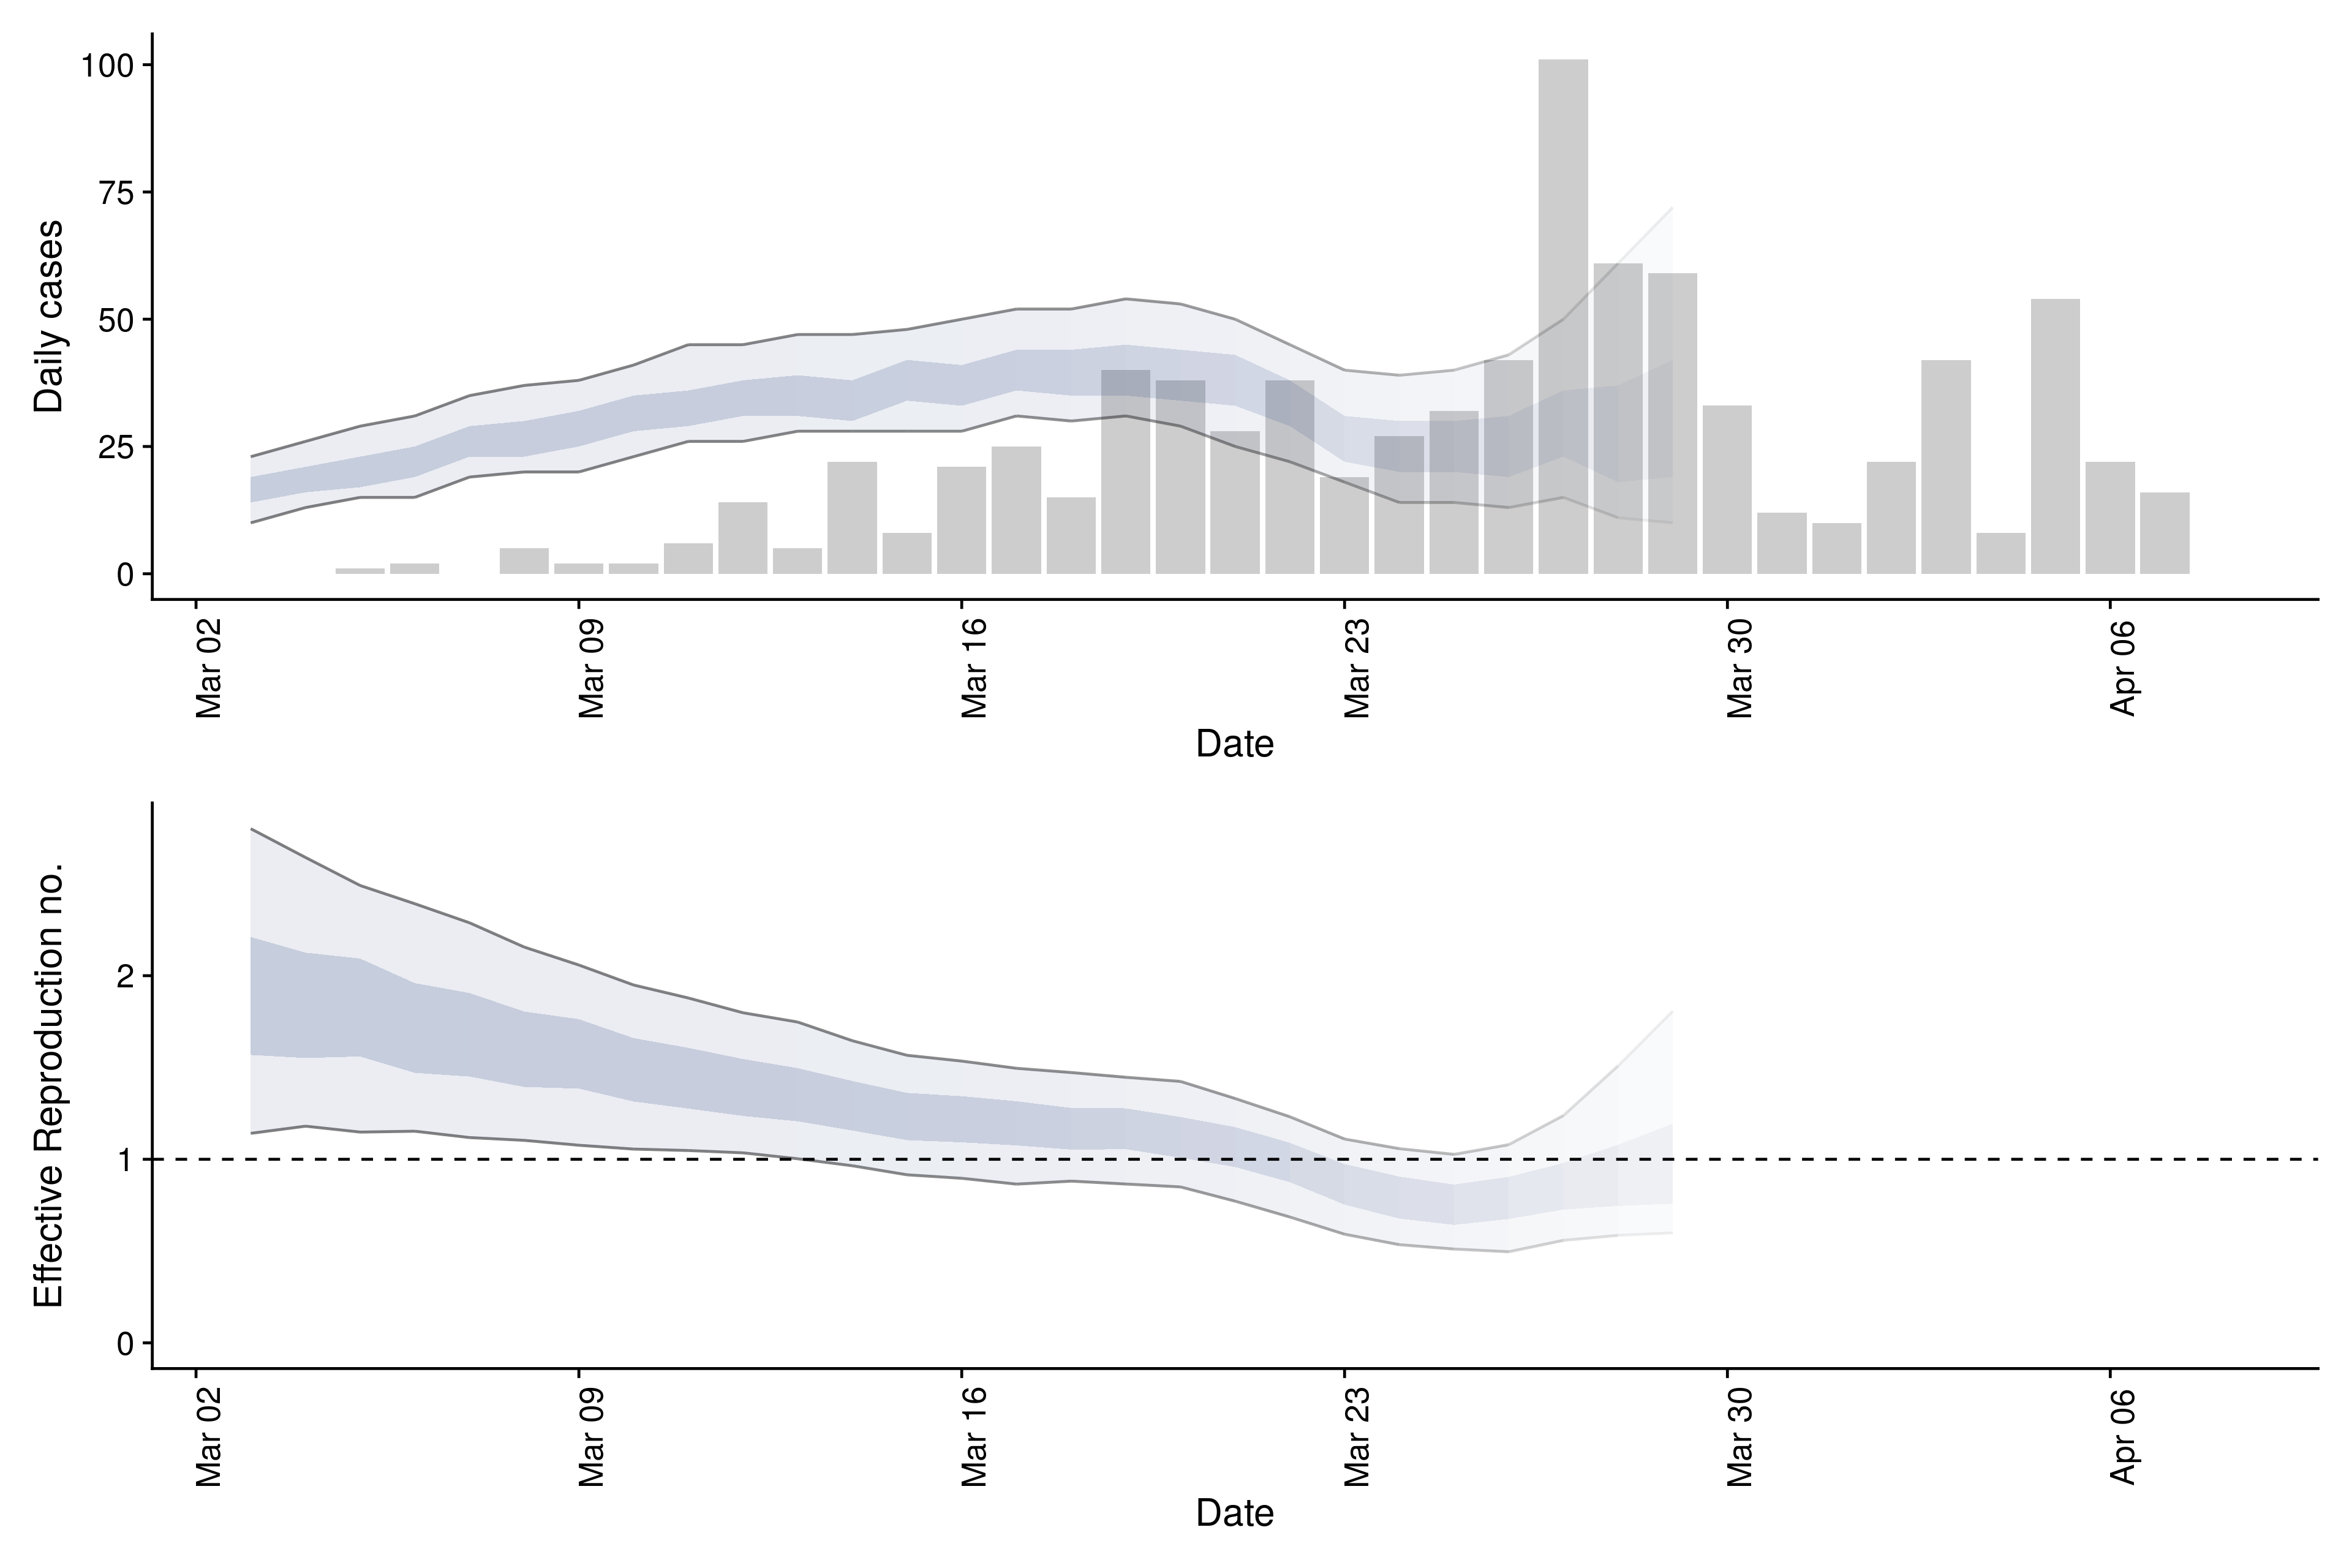 Daily cases
100
75
50
25
0
Mar 02
Mar 09
Mar 16
Mar 23
Mar 30
Apr 06
Date
Effective Reproduction no.
2
1
0
Mar 02
Mar 09
Mar 16
Mar 23
Mar 30
Apr 06
Date